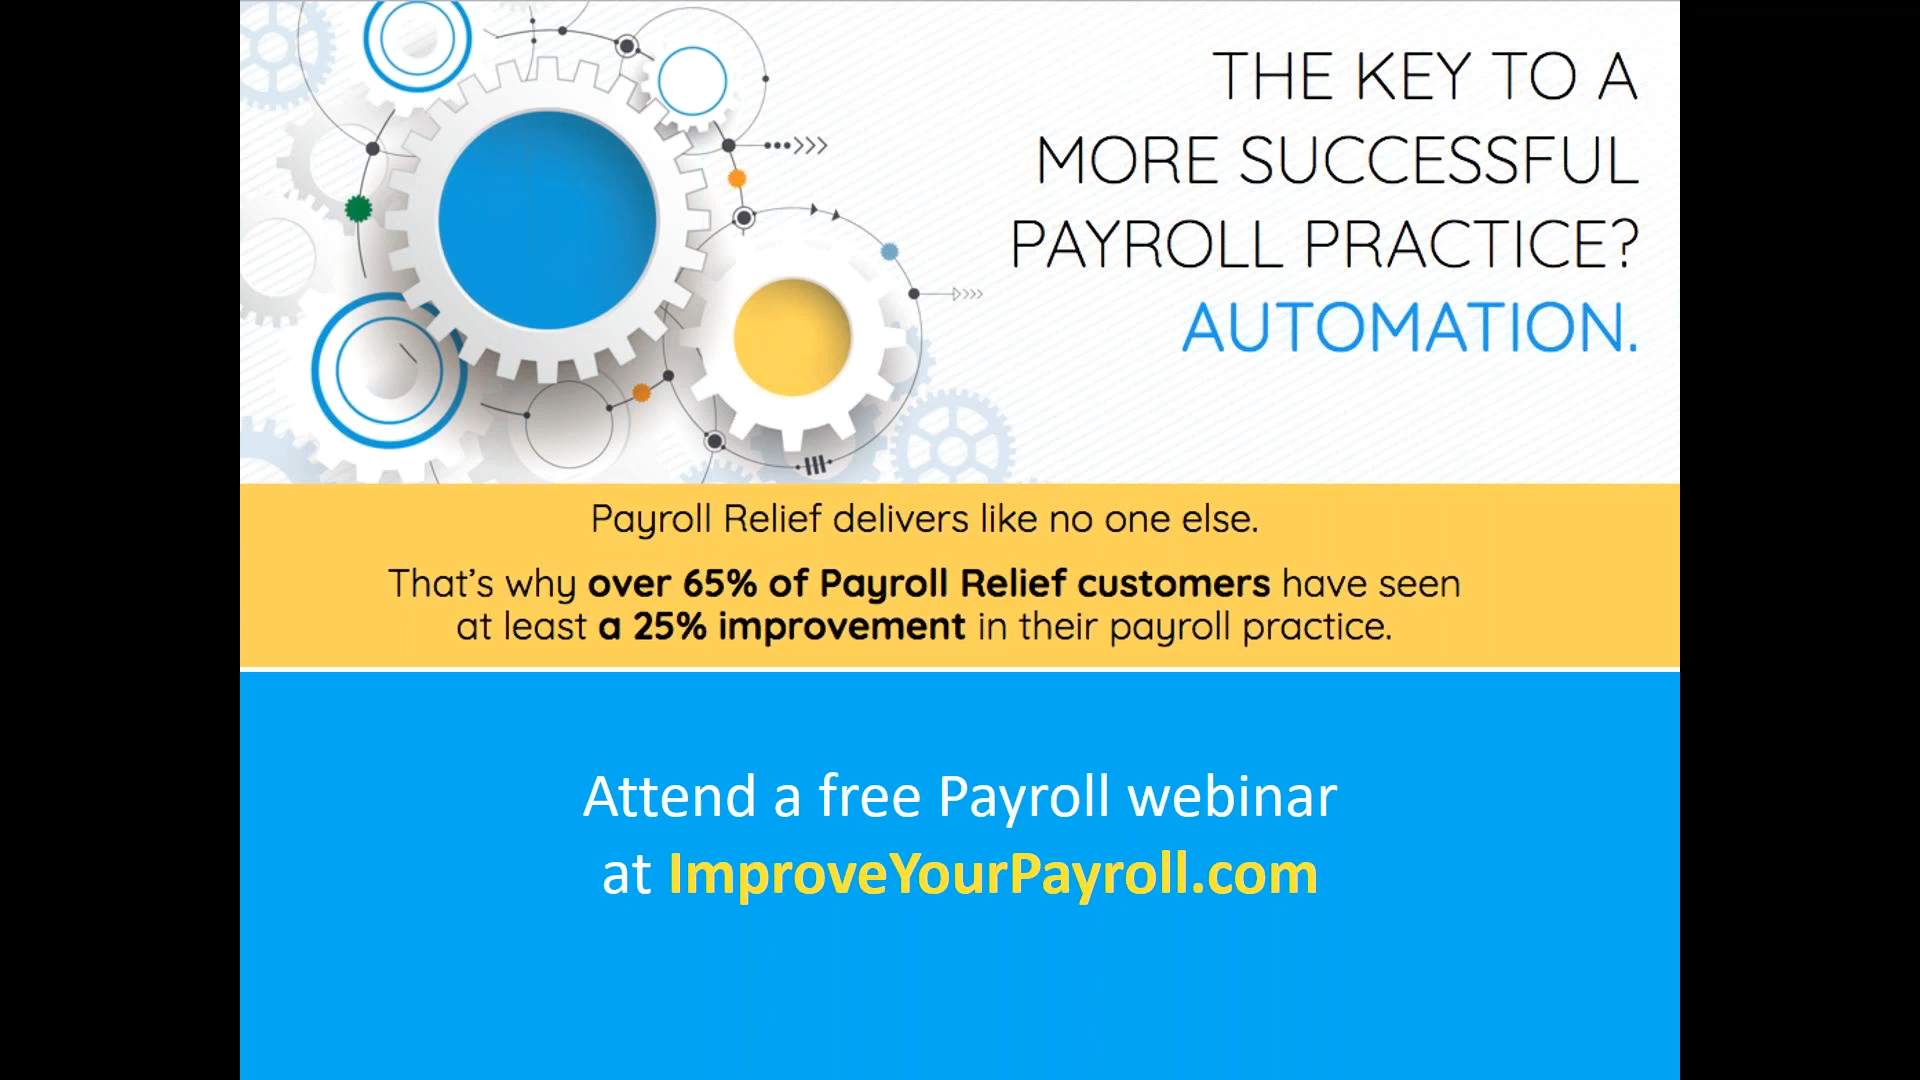 THE KEY TO A
MORE SUCCESSFUL
PAYROLL PRACTICE?
AUTOMATION.
Payroll Relief delivers like no one else.
That's why over 65% of Payroll Relief customers have seen
at least a 25% improvement in their payroll practice.
Attend a free Payroll webinar
at ImproveYourPayroll.com